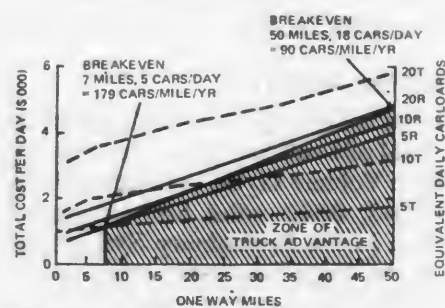 BREAKEVEN
50 MILES, 18 CARS/DAY
= 90 CARS/MILE/YR
BREAKEVEN
7 MILES, 5 CARS/DAY
= 179 CARS/MILE/YR
20T
20R
10R
5R
10T
5T
6
4
2
0
TOTAL COST PER DAY ($ 000)
EQUIVALENT DAILY CARLOARDS
ZONE OF
TRUCK ADVANTAGE
0 5 10 15 20 25 30 35 40 45 50
ONE WAY MILES